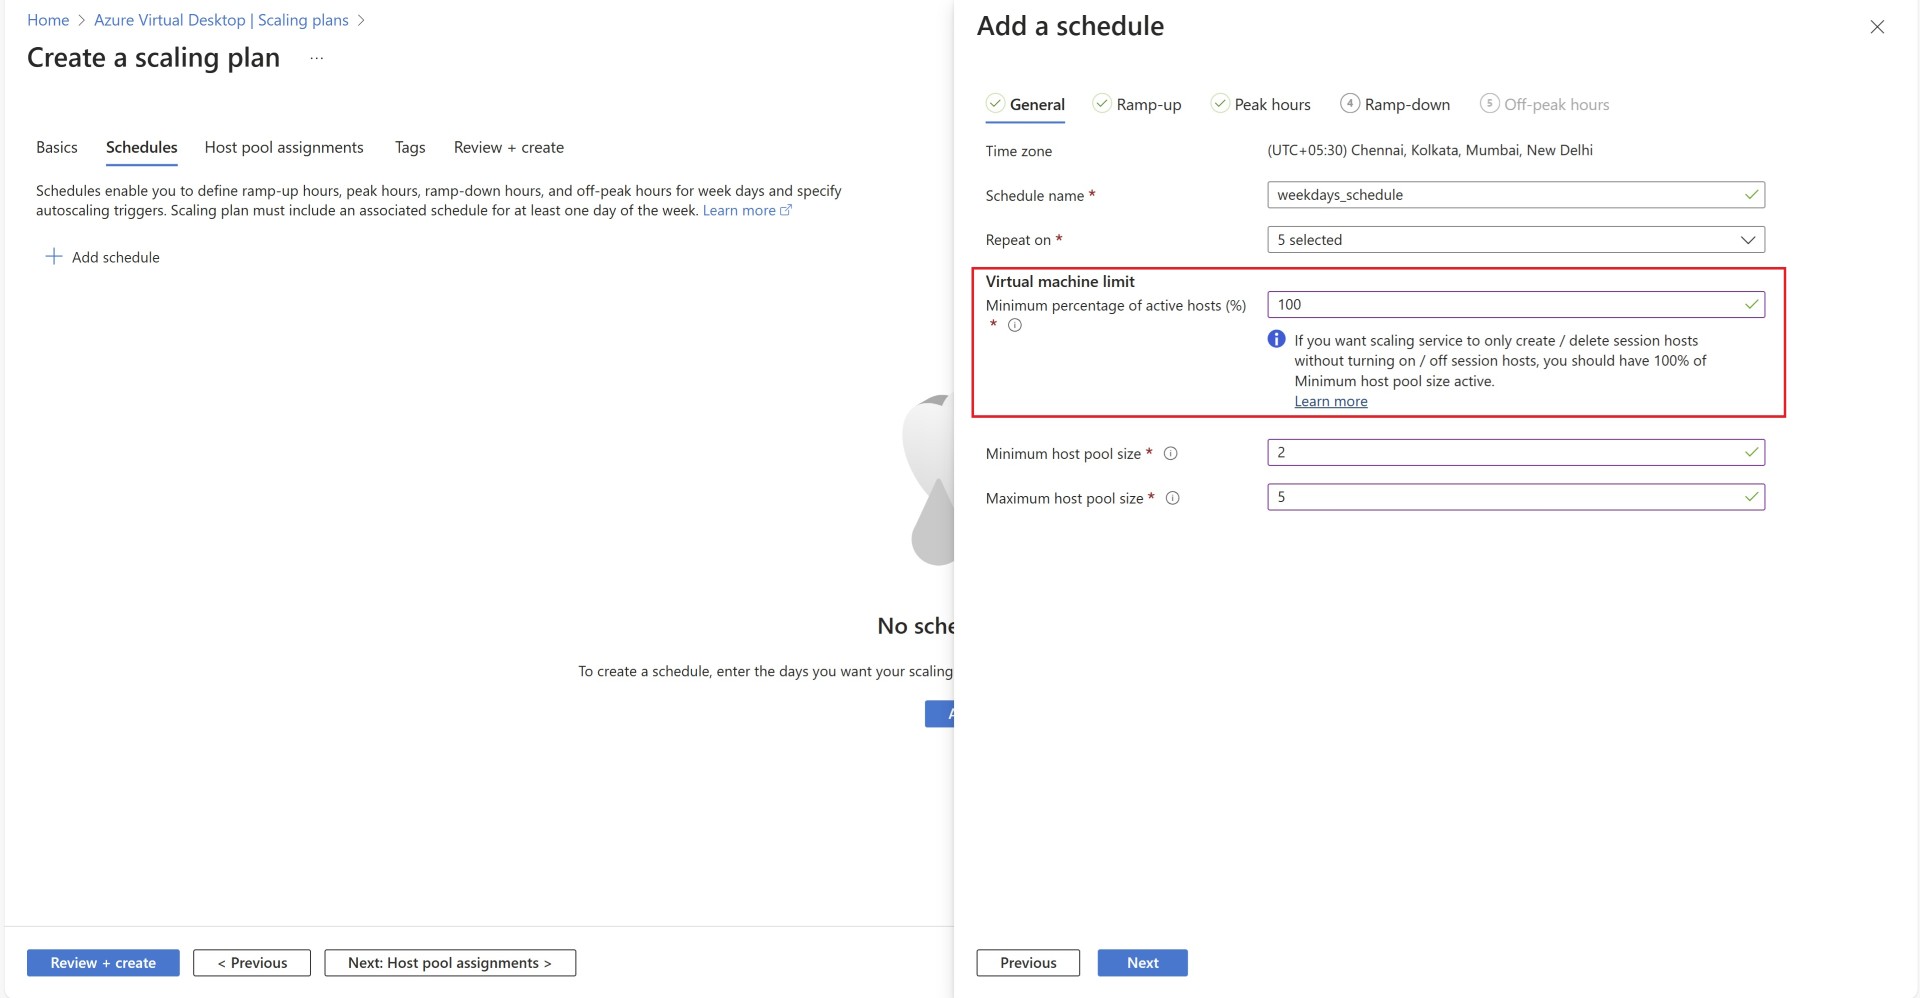 Home > Azure Virtual Desktop | Scaling plans >
Create a scaling plan ...
Basics Schedules Host pool assignments Tags Review + create
Schedules enable you to define ramp-up hours, peak hours, ramp-down hours, and off-peak hours for week days and specify
autoscaling triggers. Scaling plan must include an associated schedule for at least one day of the week. Learn more
Add schedule
No sche
To create a schedule, enter the days you want your scaling
A
Review + create < Previous Next: Host pool assignments >
Add a schedule
General Ramp-up Peak hours 4 Ramp-down 5 Off-peak hours
Time zone (UTC+05:30) Chennai, Kolkata, Mumbai, New Delhi
Schedule name * weekdays_schedule
Repeat on * 5 selected
Virtual machine limit
Minimum percentage of active hosts (%) 100
*
If you want scaling service to only create / delete session hosts
without turning on / off session hosts, you should have 100% of
Minimum host pool size active.
Learn more
Minimum host pool size * 2
Maximum host pool size * 5
Previous Next